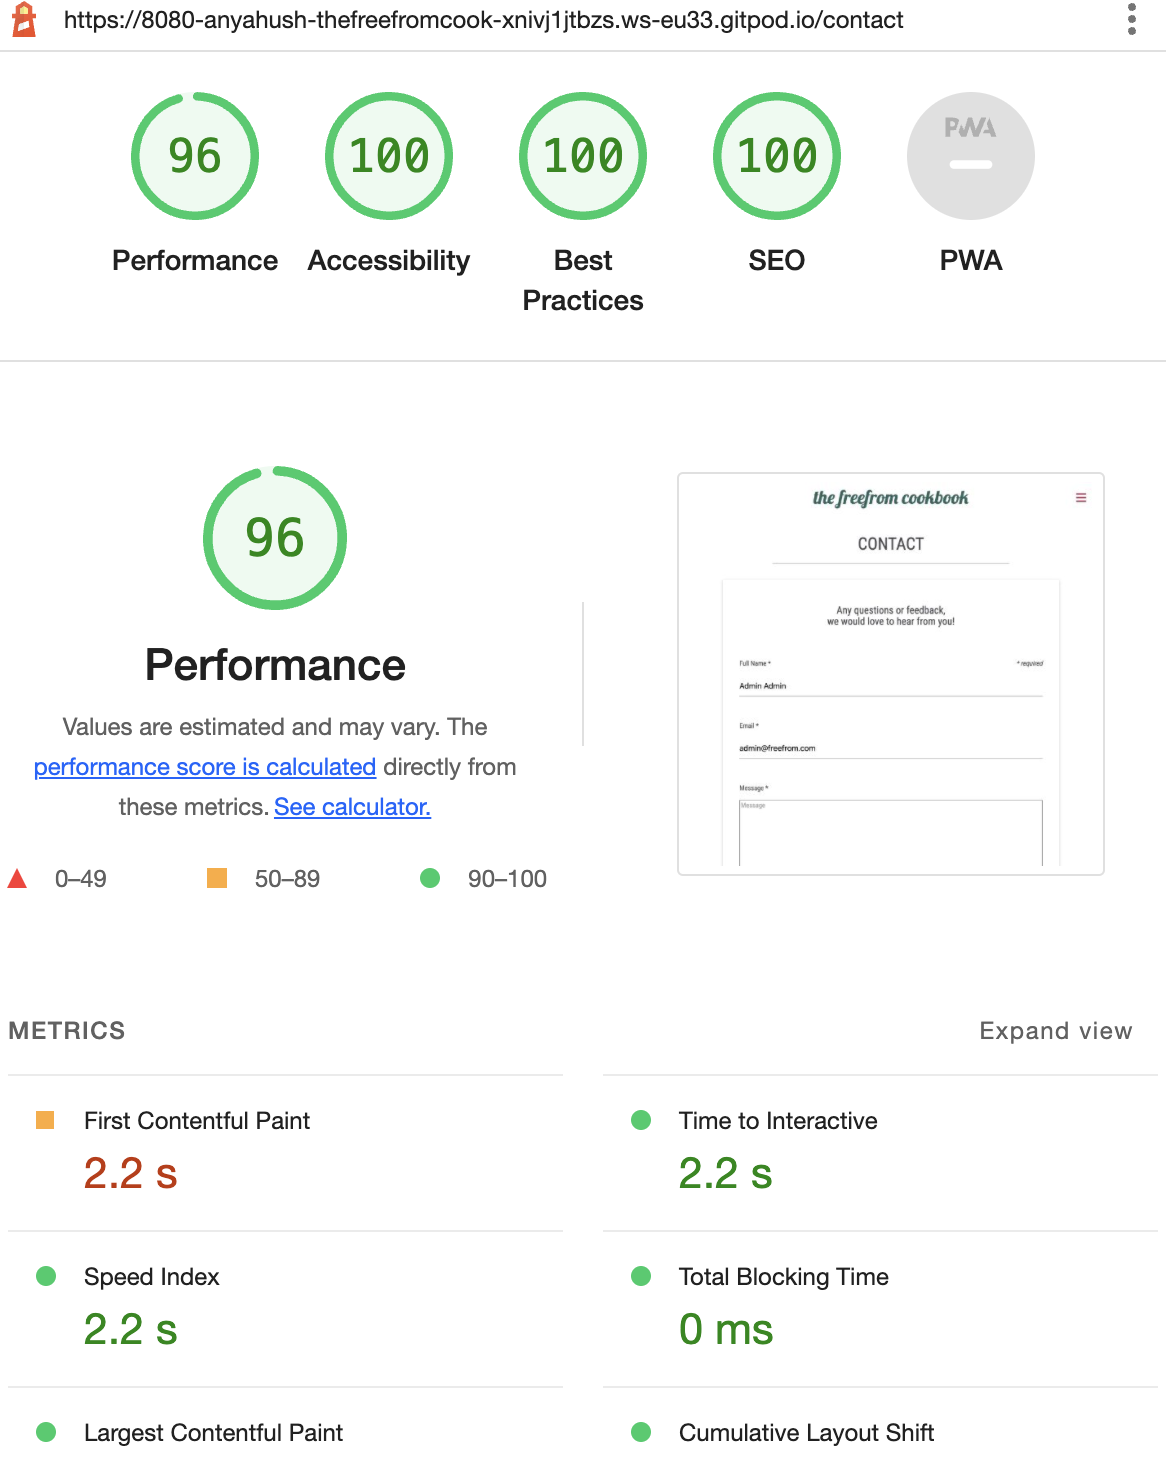 https://8080-anyahush-thefreefromcook-xnivj1jtbzs.ws-eu33.gitpod.io/contact
96
100
100
100
PWA
Performance
Accessibility
Best
Practices
SEO
PWA
96
Performance
Values are estimated and may vary. The
performance score is calculated directly from
these metrics. See calculator.
0–49
50–89
90–100
the freefrom cookbook
CONTACT
Any questions or feedback,
we would love to hear from you!
Full Name *
* required
Admin Admin
Email *
admin@freefrom.com
Message *
Message
METRICS
Expand view
First Contentful Paint
2.2 s
Time to Interactive
2.2 s
Speed Index
2.2 s
Total Blocking Time
0 ms
Largest Contentful Paint
Cumulative Layout Shift